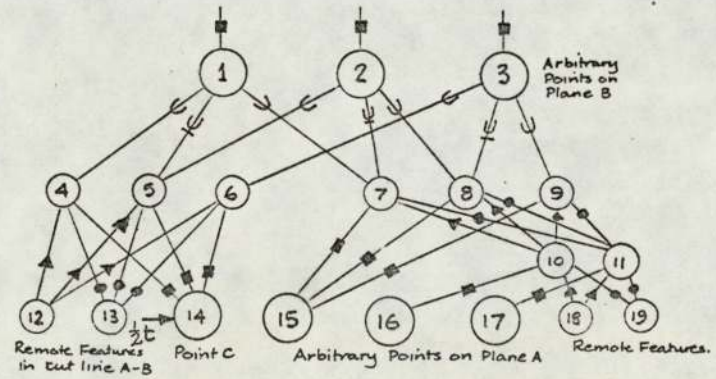 1 2 3
Arbitrary
Points on
Plane B
4 5 6 7 8 9
10 11
12 13 ½t 14 15 16 17 18 19
Remote Features
in cut line A-B
Point C
Arbitrary Points on Plane A
Remote Features.